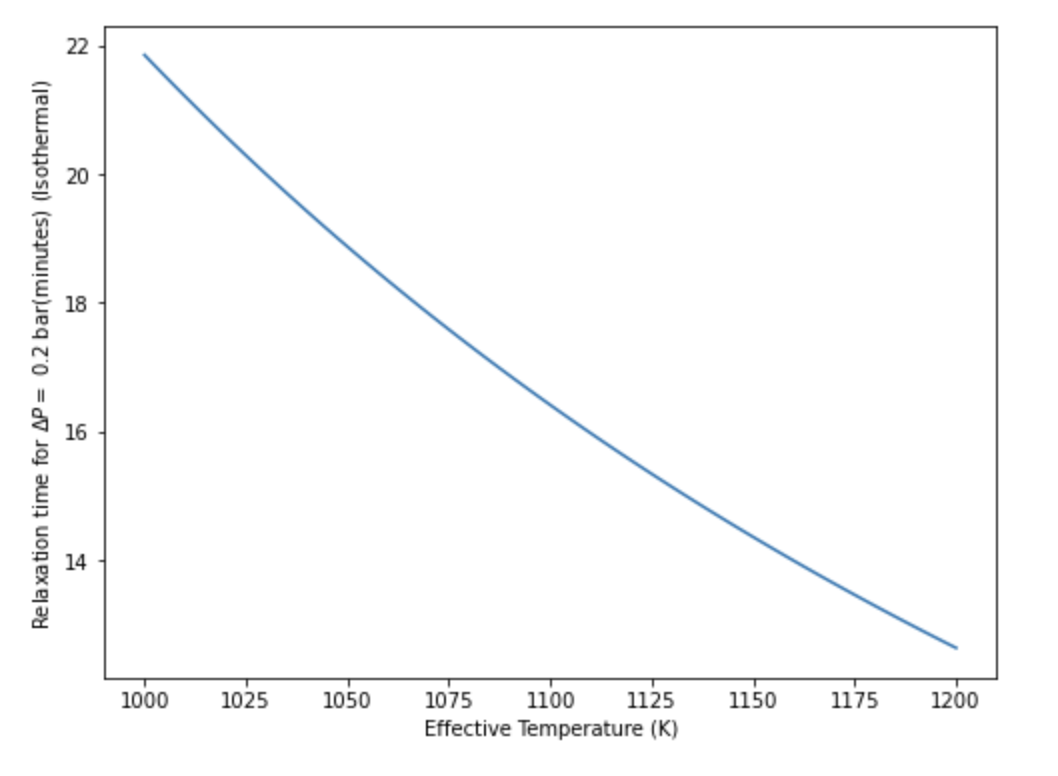 22
20
18
16
14
Relaxation time for ΔP = 0.2 bar(minutes) (Isothermal)
1000 1025 1050 1075 1100 1125 1150 1175 1200
Effective Temperature (K)